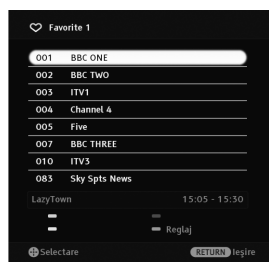 Favorite 1
001 BBC ONE
002 BBC TWO
003 ITV1
004 Channel 4
005 Five
007 BBC THREE
010 ITV3
083 Sky Spts News
LazyTown 15:05 - 15:30
Reglaj
Selectare RETURN Ieşire